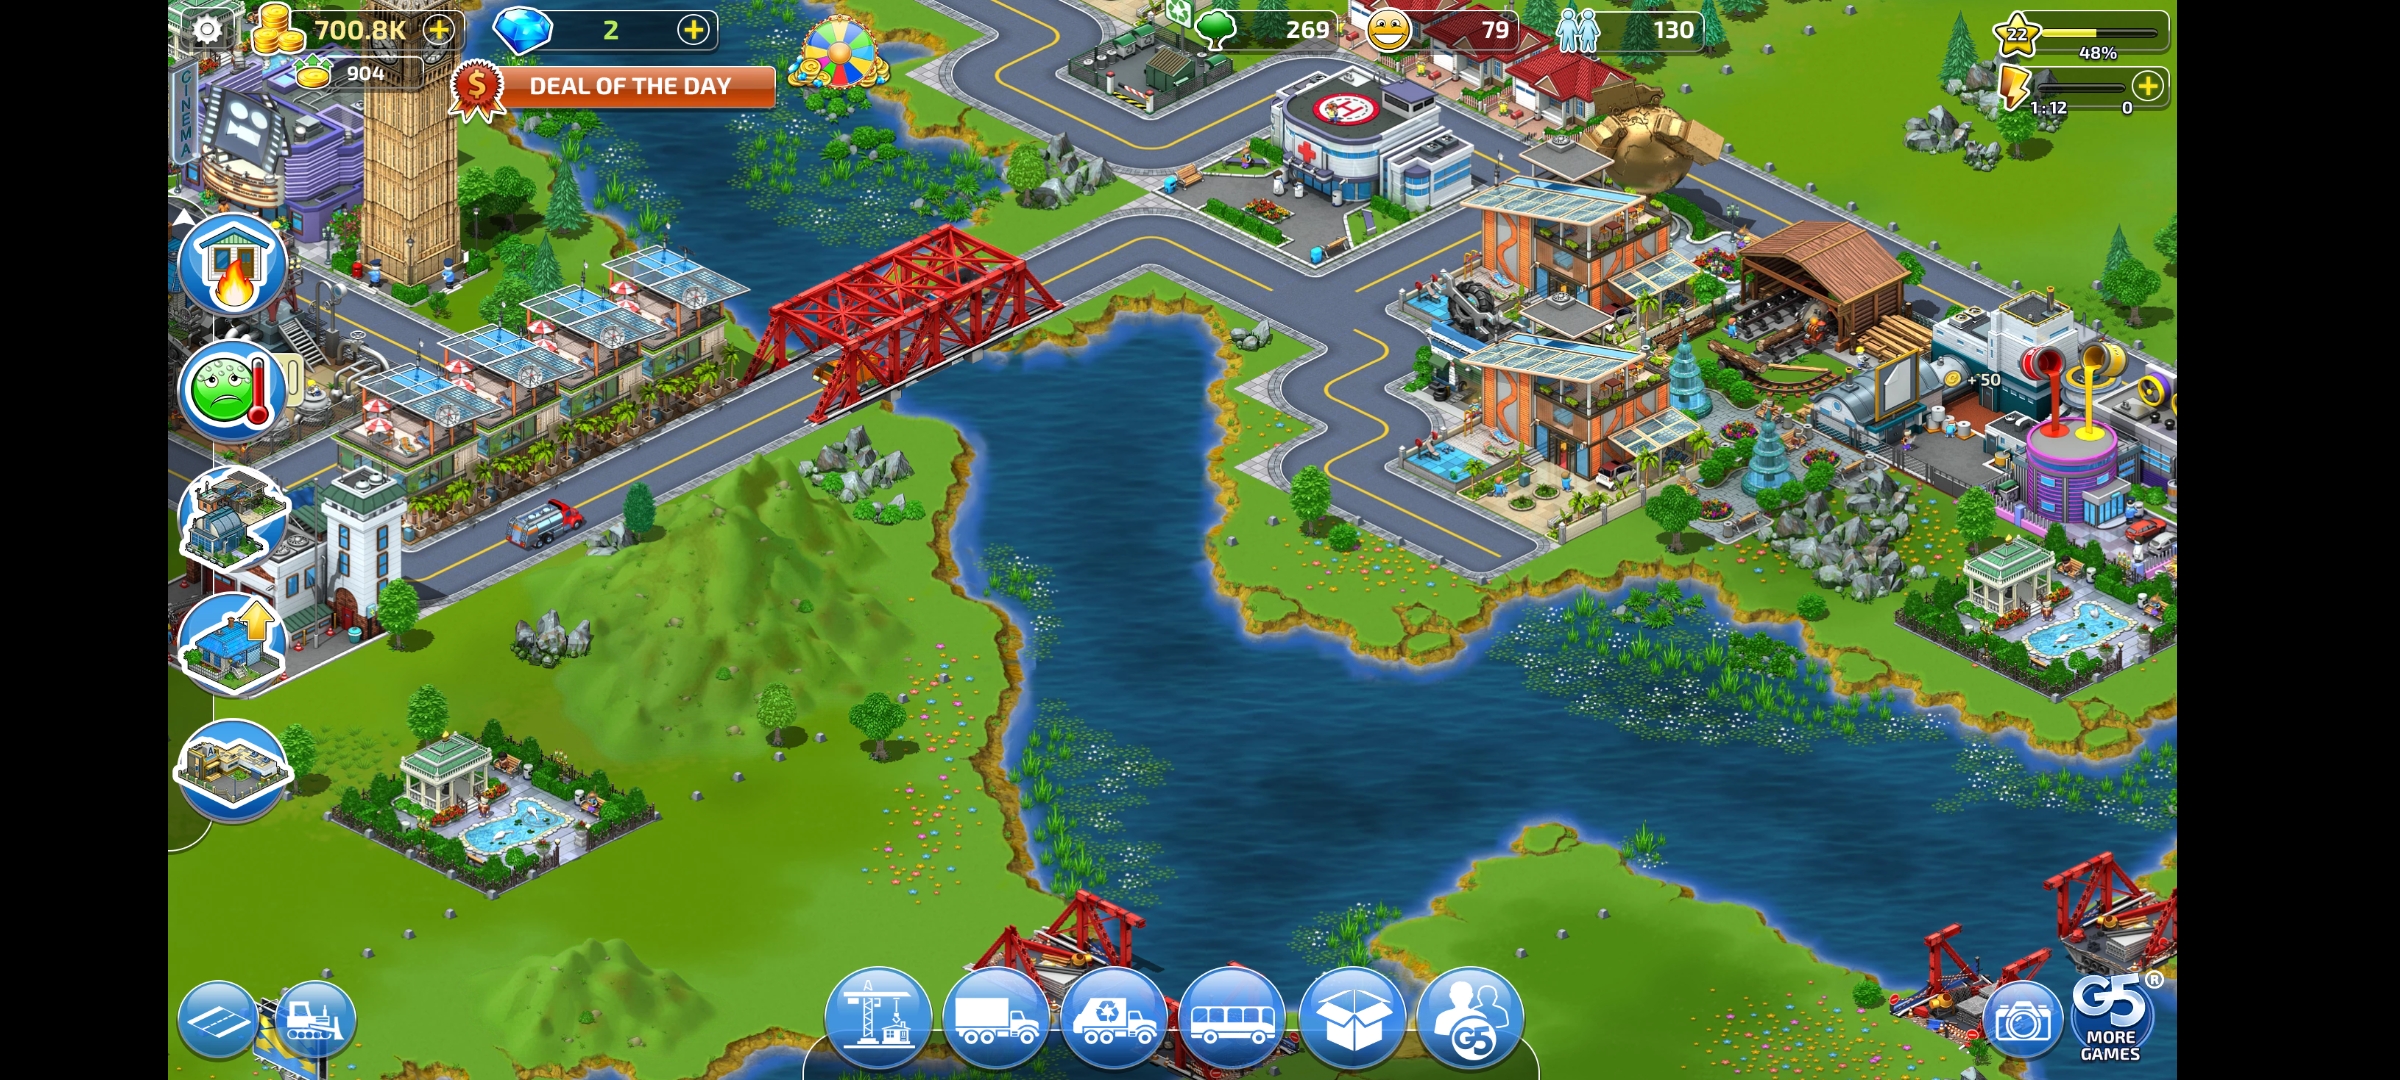 700.8K
2
269
79
130
22
48%
904
DEAL OF THE DAY
1:12
0
CINEMA
H
+50
A
G5
G5®
MORE
GAMES